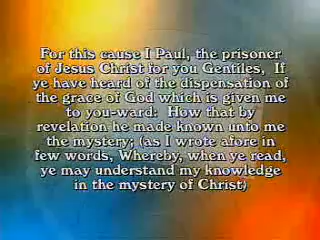 For this cause I Paul, the prisoner
of Jesus Christ for you Gentiles,  If
ye have heard of the dispensation of
the grace of God which is given me
to you-ward:  How that by
revelation he made known unto me
the mystery; (as I wrote afore in
few words, Whereby, when ye read,
ye may understand my knowledge
in the mystery of Christ)